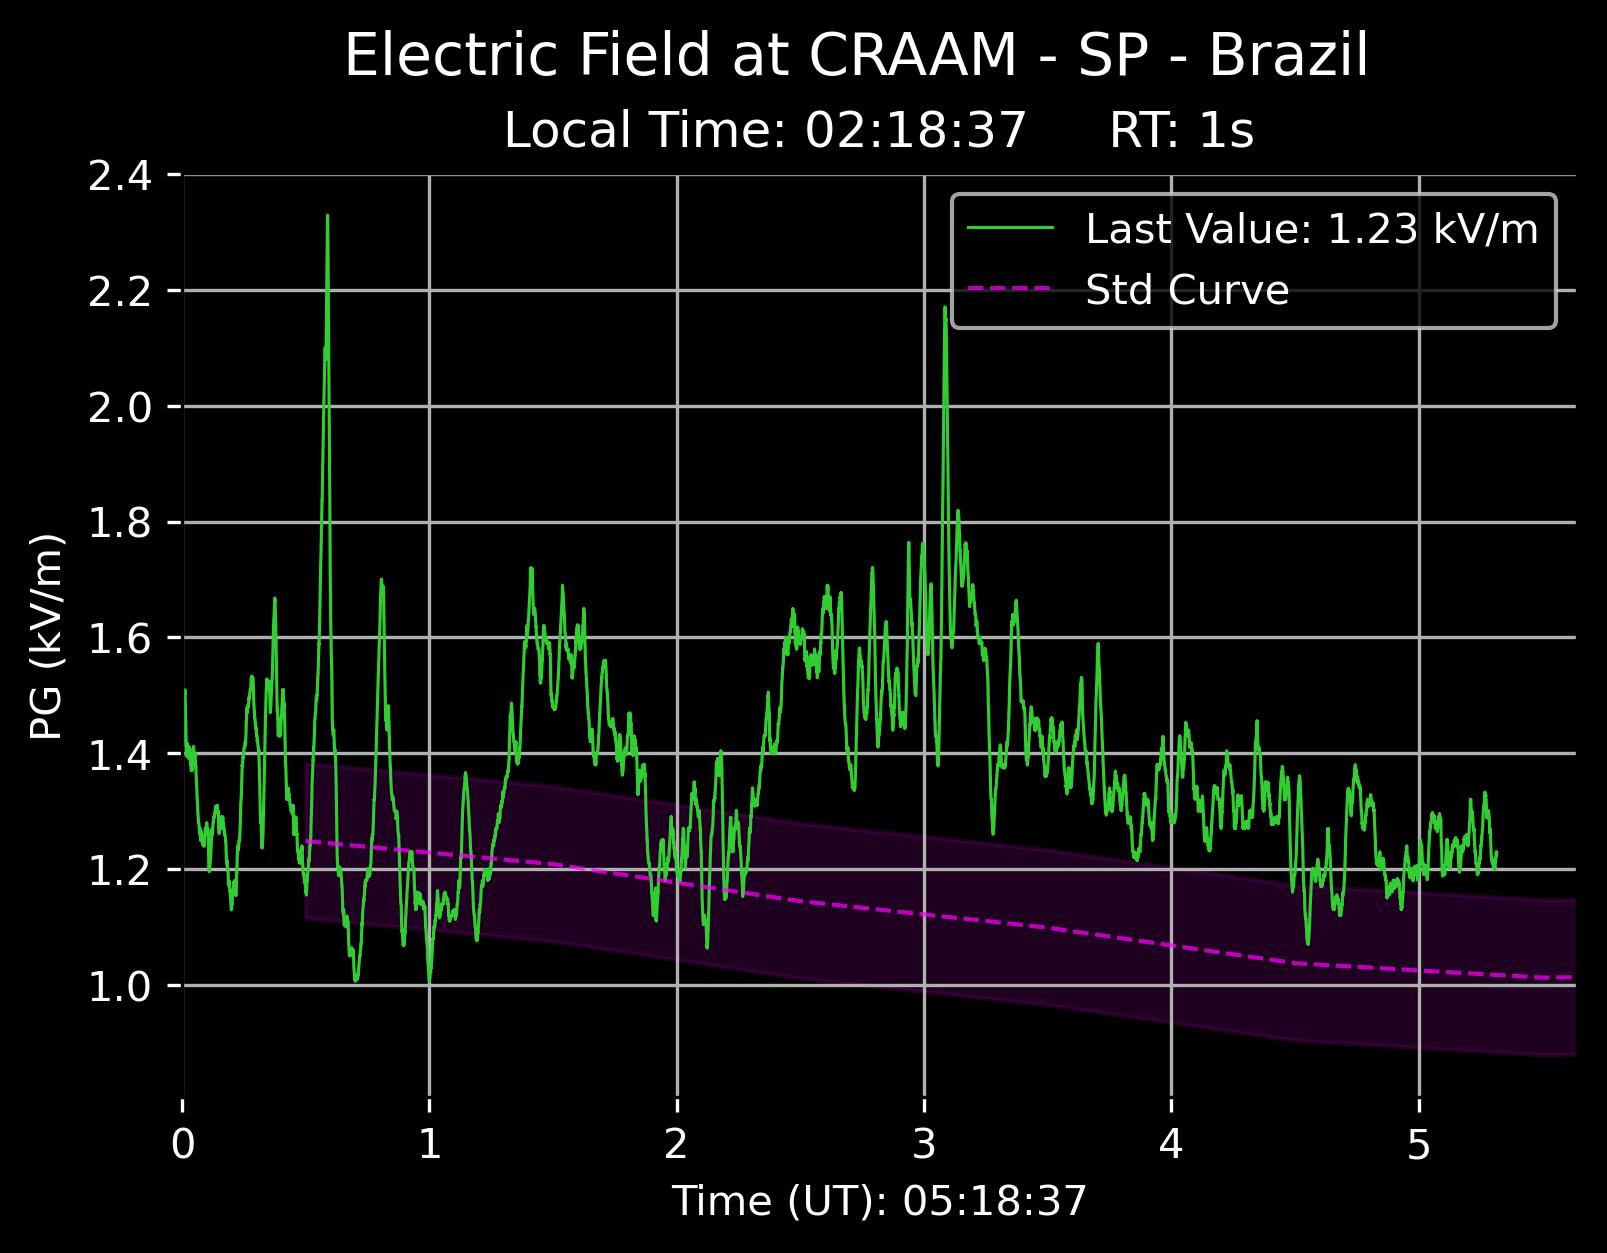 Electric Field at CRAAM - SP - Brazil
Local Time: 02:18:37 RT: 1s
Last Value: 1.23 kV/m
Std Curve
PG (kV/m)
2.4
2.2
2.0
1.8
1.6
1.4
1.2
1.0
0 1 2 3 4 5
Time (UT): 05:18:37